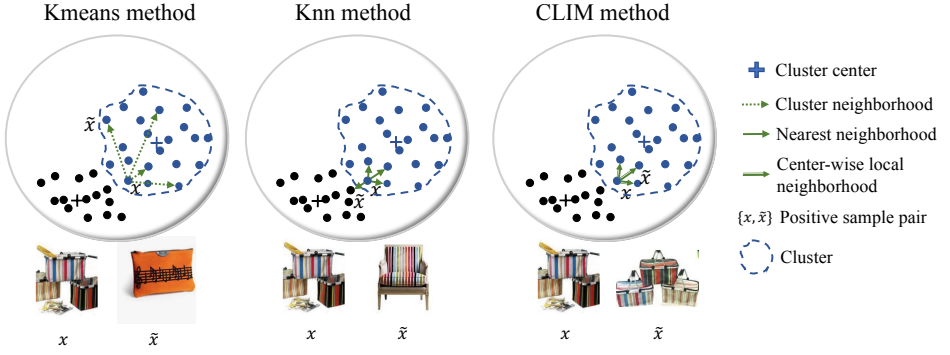 Kmeans method
Knn method
CLIM method
x̃
x
x̃
x
x̃
x
Cluster center
Cluster neighborhood
Nearest neighborhood
Center-wise local
neighborhood
{x, x̃} Positive sample pair
Cluster
x
x̃
x
x̃
x
x̃